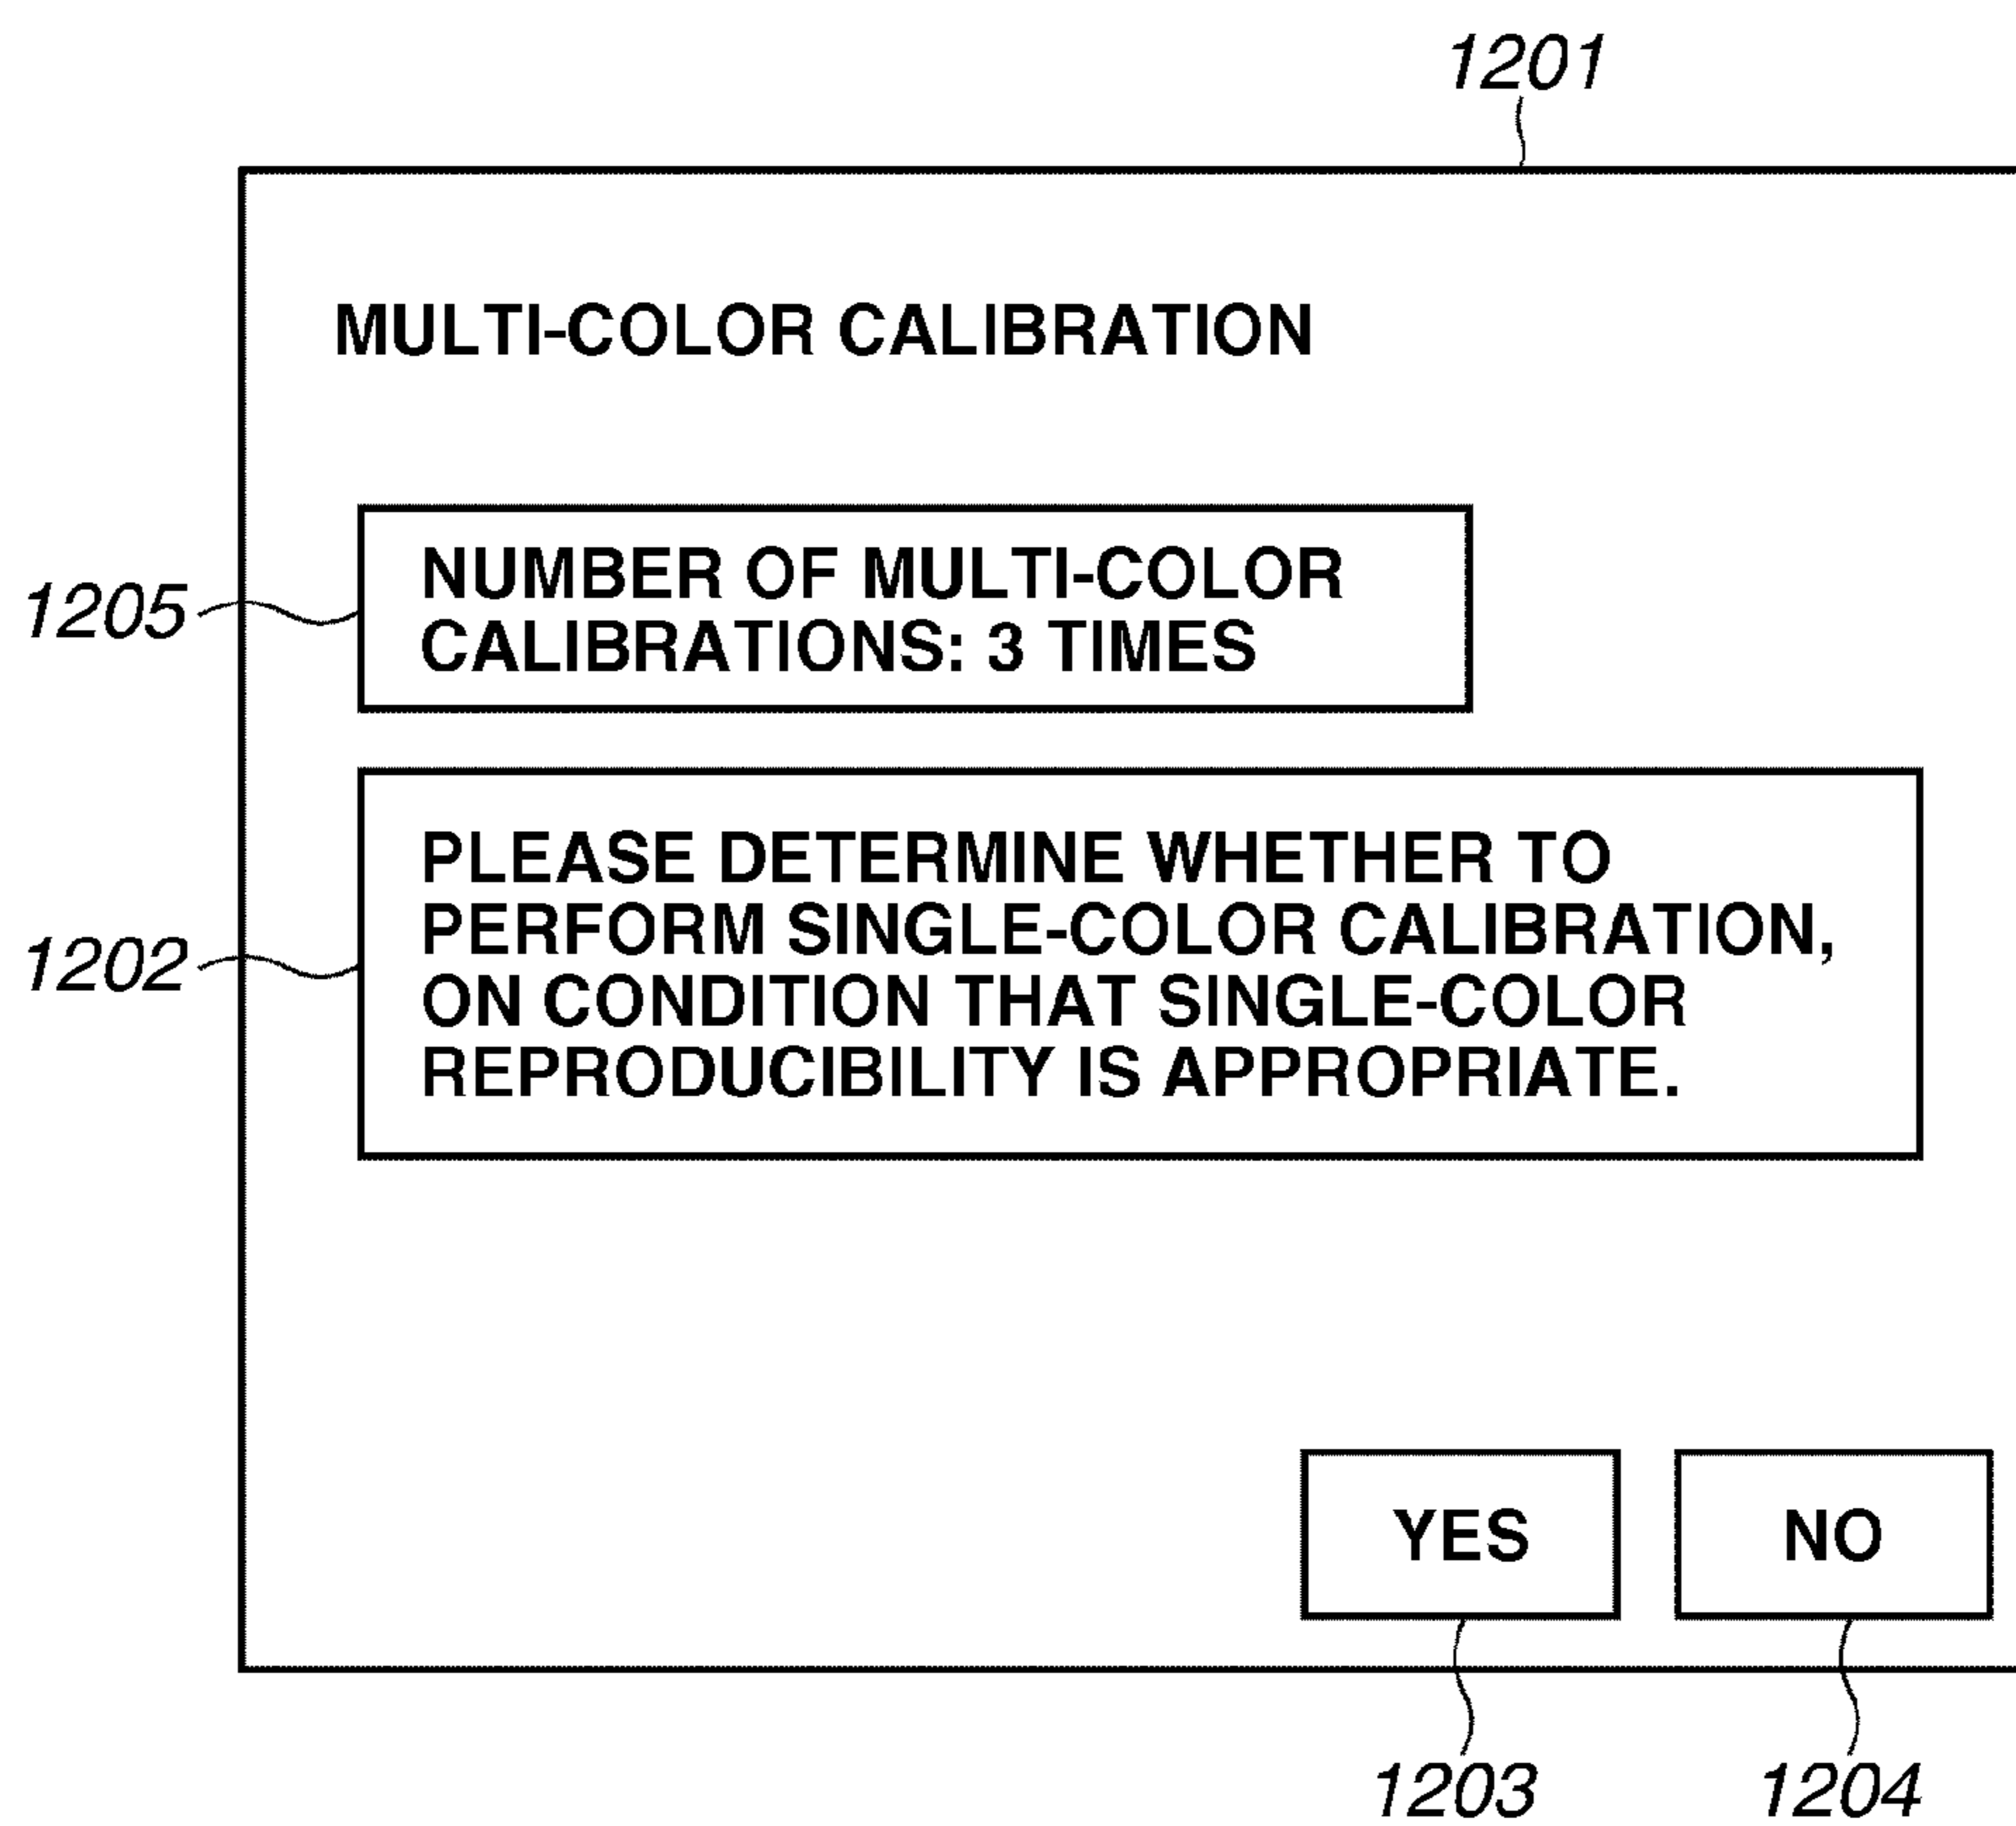 1201
MULTI-COLOR CALIBRATION
1205
NUMBER OF MULTI-COLOR
CALIBRATIONS: 3 TIMES
1202
PLEASE DETERMINE WHETHER TO
PERFORM SINGLE-COLOR CALIBRATION,
ON CONDITION THAT SINGLE-COLOR
REPRODUCIBILITY IS APPROPRIATE.
YES
NO
1203
1204